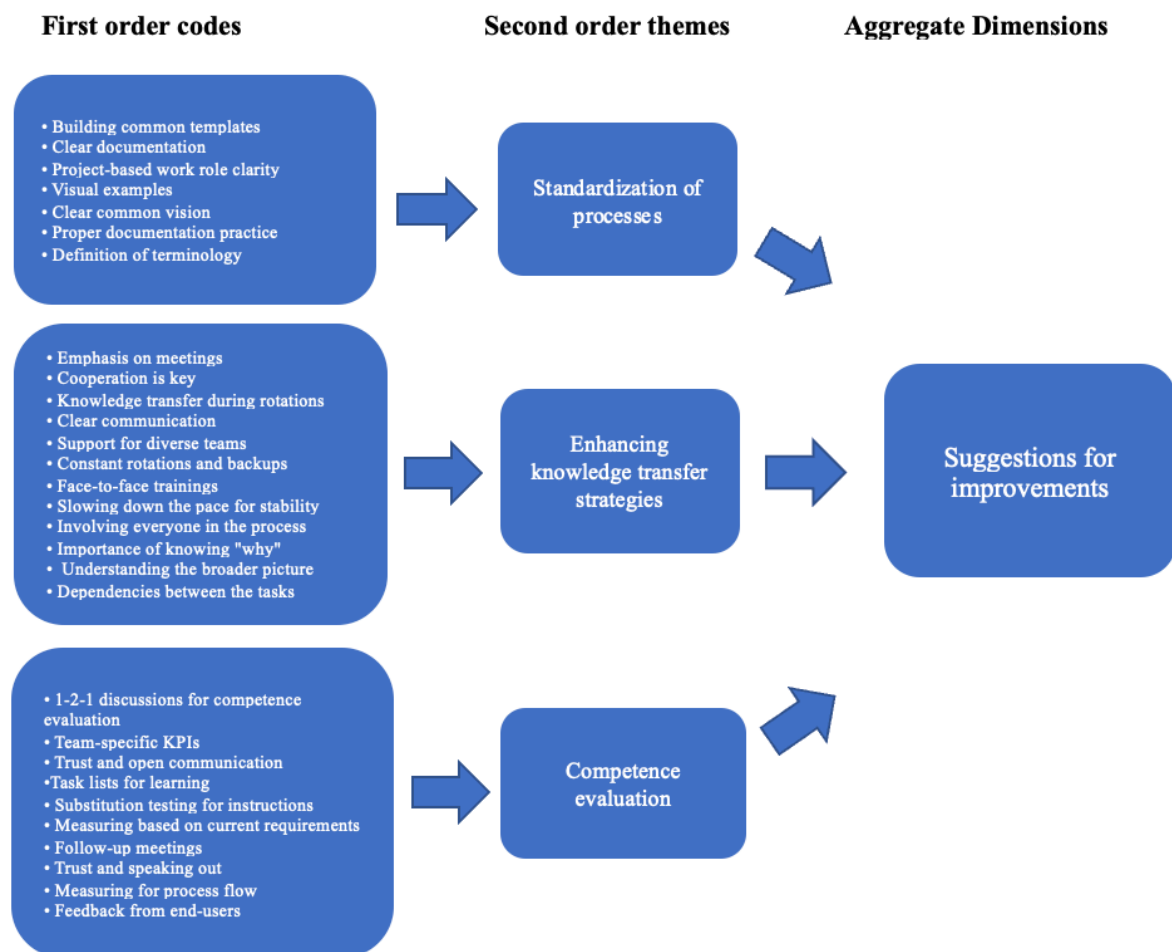 First order codes
Second order themes
Aggregate Dimensions
• Building common templates
• Clear documentation
• Project-based work role clarity
• Visual examples
• Clear common vision
• Proper documentation practice
• Definition of terminology
Standardization of
processes
• Emphasis on meetings
• Cooperation is key
• Knowledge transfer during rotations
• Clear communication
• Support for diverse teams
• Constant rotations and backups
• Face-to-face trainings
• Slowing down the pace for stability
• Involving everyone in the process
• Importance of knowing "why"
• Understanding the broader picture
• Dependencies between the tasks
Enhancing
knowledge transfer
strategies
Suggestions for
improvements
• 1-2-1 discussions for competence
evaluation
• Team-specific KPIs
• Trust and open communication
•Task lists for learning
• Substitution testing for instructions
• Measuring based on current requirements
• Follow-up meetings
• Trust and speaking out
• Measuring for process flow
• Feedback from end-users
Competence
evaluation